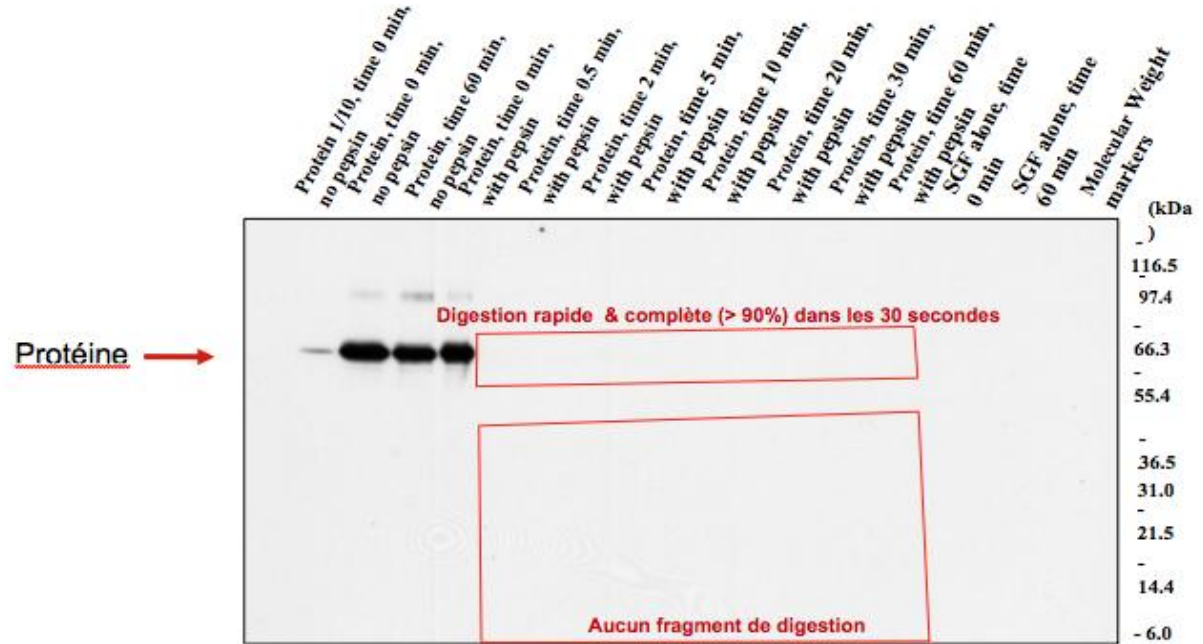 Protein 1/10, time 0 min,
no pepsin
Protein, time 0 min,
no pepsin
Protein, time 60 min,
no pepsin
Protein, time 0 min,
with pepsin
Protein, time 0.5 min,
with pepsin
Protein, time 2 min,
with pepsin
Protein, time 5 min,
with pepsin
Protein, time 10 min,
with pepsin
Protein, time 20 min,
with pepsin
Protein, time 30 min,
with pepsin
Protein, time 60 min,
with pepsin
SGF alone, time
0 min
SGF alone, time
60 min
Molecular Weight
markers
(kDa
)
-
116.5
-
97.4
Digestion rapide & complète (> 90%) dans les 30 secondes
-
Protéine
66.3
-
55.4
-
36.5
31.0
-
21.5
-
14.4
Aucun fragment de digestion
- 6.0